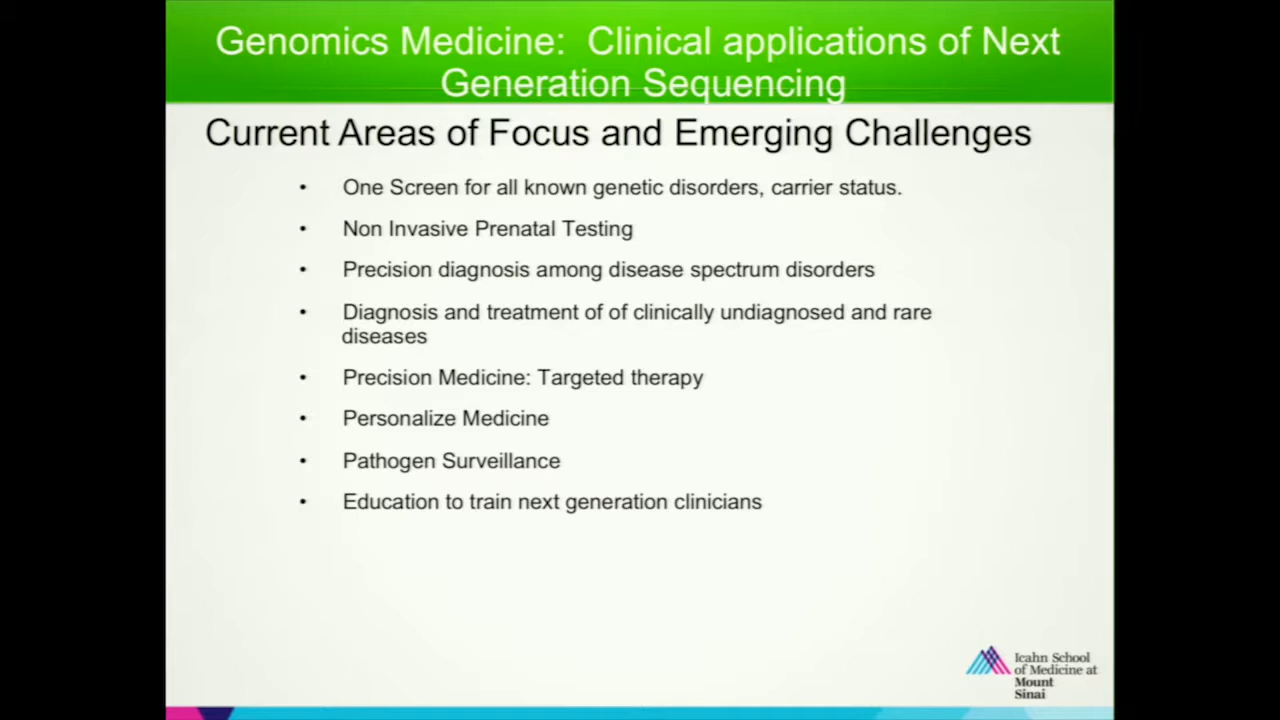 Genomics Medicine: Clinical applications of Next
Generation Sequencing
Current Areas of Focus and Emerging Challenges
• One Screen for all known genetic disorders, carrier status.
• Non Invasive Prenatal Testing
• Precision diagnosis among disease spectrum disorders
• Diagnosis and treatment of of clinically undiagnosed and rare
diseases
• Precision Medicine: Targeted therapy
• Personalize Medicine
• Pathogen Surveillance
• Education to train next generation clinicians
Icahn School
of Medicine at
Mount
Sinai